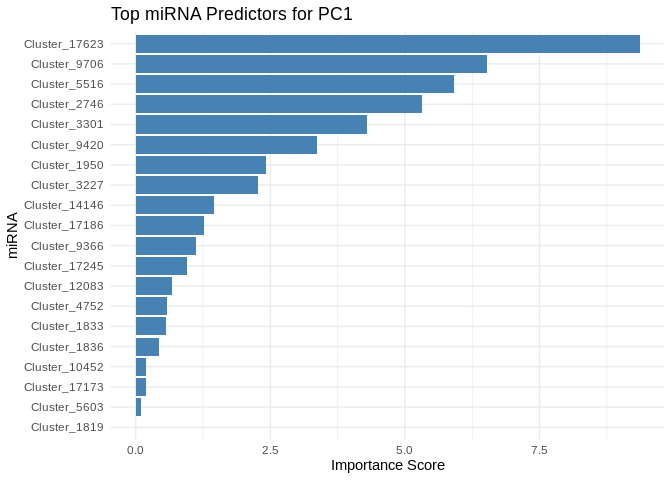 Top miRNA Predictors for PC1
Cluster_17623
Cluster_9706
Cluster_5516
Cluster_2746
Cluster_3301
Cluster_9420
Cluster_1950
Cluster_3227
Cluster_14146
Cluster_17186
Cluster_9366
Cluster_17245
Cluster_12083
Cluster_4752
Cluster_1833
Cluster_1836
Cluster_10452
Cluster_17173
Cluster_5603
Cluster_1819
miRNA
0.0 2.5 5.0 7.5
Importance Score